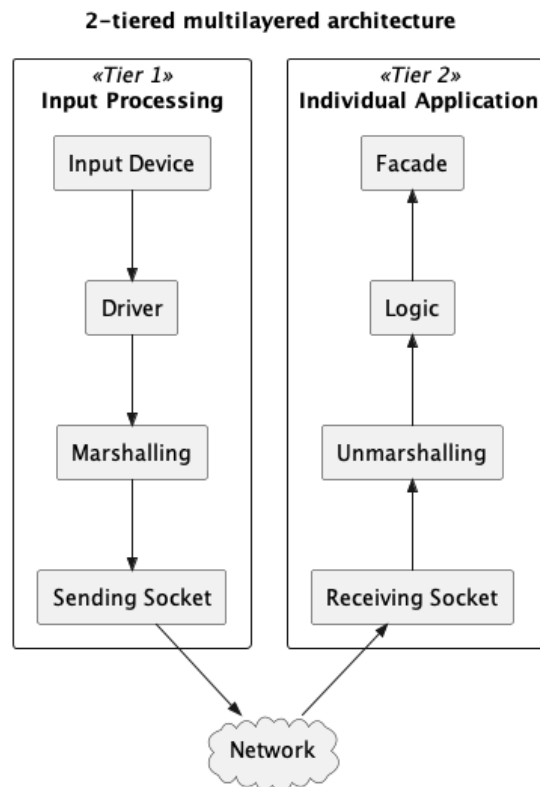 2-tiered multilayered architecture
«Tier 1»
Input Processing
Input Device
Driver
Marshalling
Sending Socket
«Tier 2»
Individual Application
Facade
Logic
Unmarshalling
Receiving Socket
Network